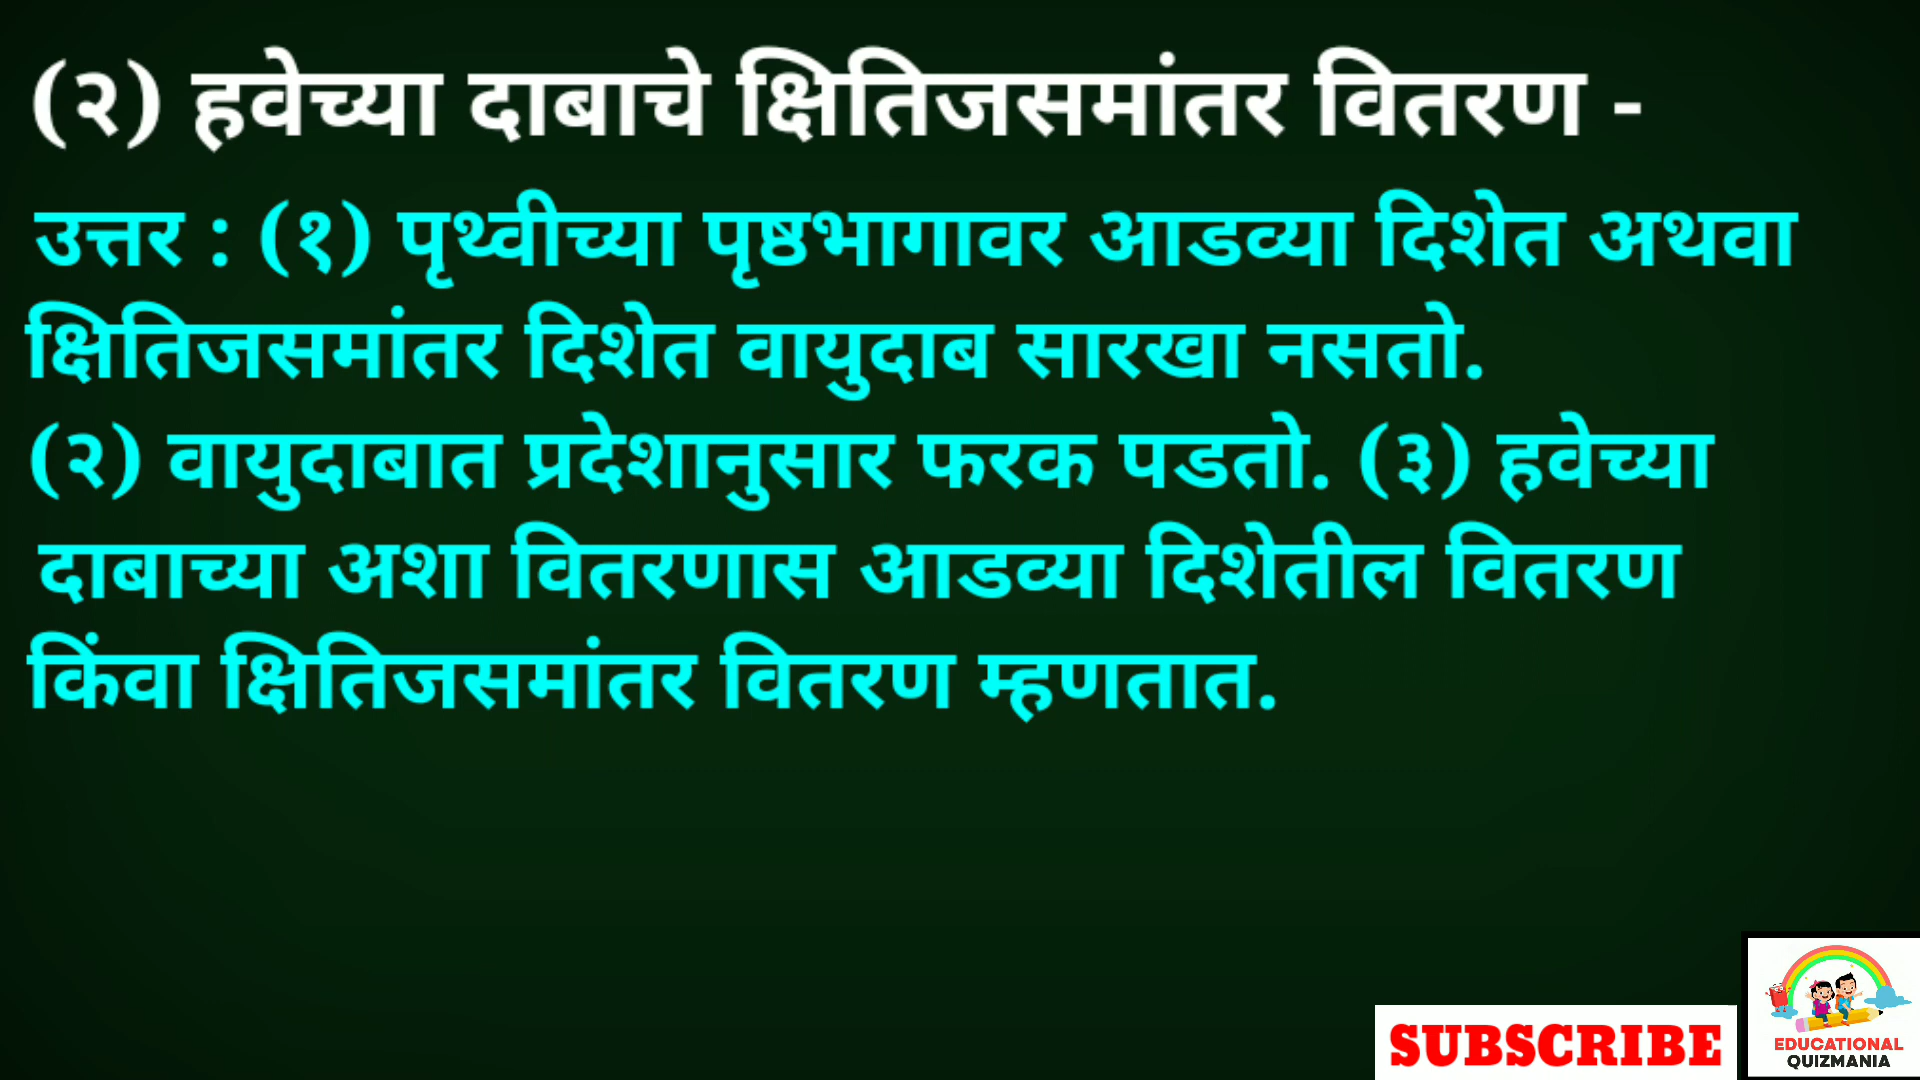 (२) हवेच्या दाबाचे क्षितिजसमांतर वितरण -
उत्तर : (१) पृथ्वीच्या पृष्ठभागावर आडव्या दिशेत अथवा
क्षितिजसमांतर दिशेत वायुदाब सारखा नसतो.
(२) वायुदाबात प्रदेशानुसार फरक पडतो. (३) हवेच्या
दाबाच्या अशा वितरणास आडव्या दिशेतील वितरण
किंवा क्षितिजसमांतर वितरण म्हणतात.
SUBSCRIBE
EDUCATIONAL
QUIZMANIA